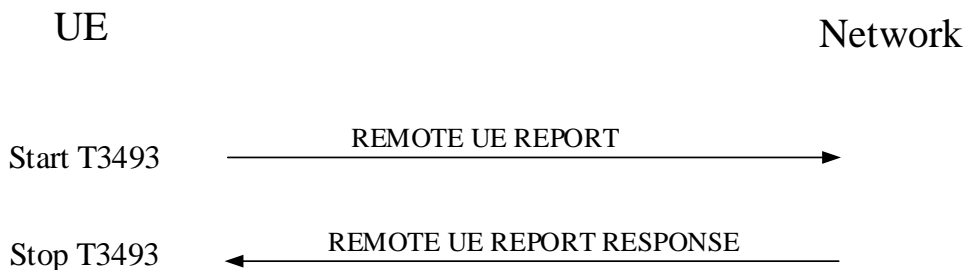 UE
Network
Start T3493
REMOTE UE REPORT
Stop T3493
REMOTE UE REPORT RESPONSE